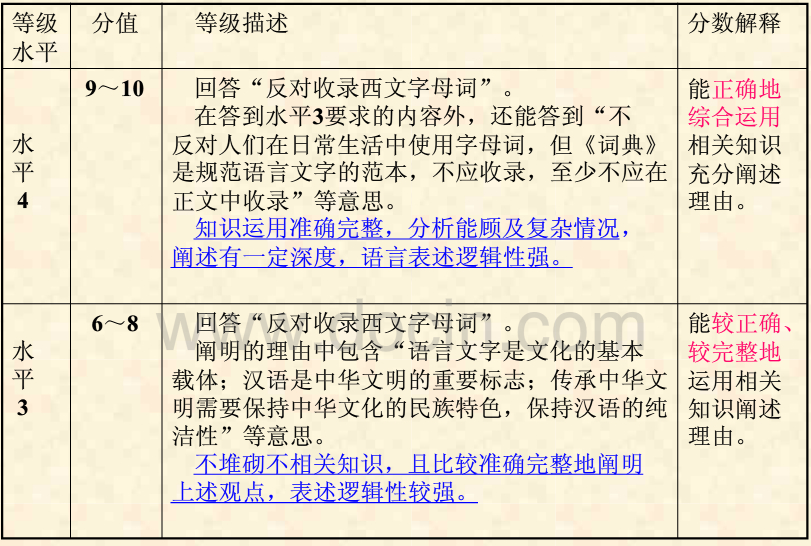 等级
水平
分值
等级描述
分数解释
水
平
4
9～10
回答“反对收录西文字母词”。
在答到水平3要求的内容外，还能答到“不
反对人们在日常生活中使用字母词，但《词典》
是规范语言文字的范本，不应收录，至少不应在
正文中收录”等意思。
知识运用准确完整，分析能顾及复杂情况，
阐述有一定深度，语言表述逻辑性强。
能正确地
综合运用
相关知识
充分阐述
理由。
水
平
3
6～8
回答“反对收录西文字母词”。
阐明的理由中包含“语言文字是文化的基本
载体；汉语是中华文明的重要标志；传承中华文
明需要保持中华文化的民族特色，保持汉语的纯
洁性”等意思。
不堆砌不相关知识，且比较准确完整地阐明
上述观点，表述逻辑性较强。
能较正确、
较完整地
运用相关
知识阐述
理由。
www.docin.com